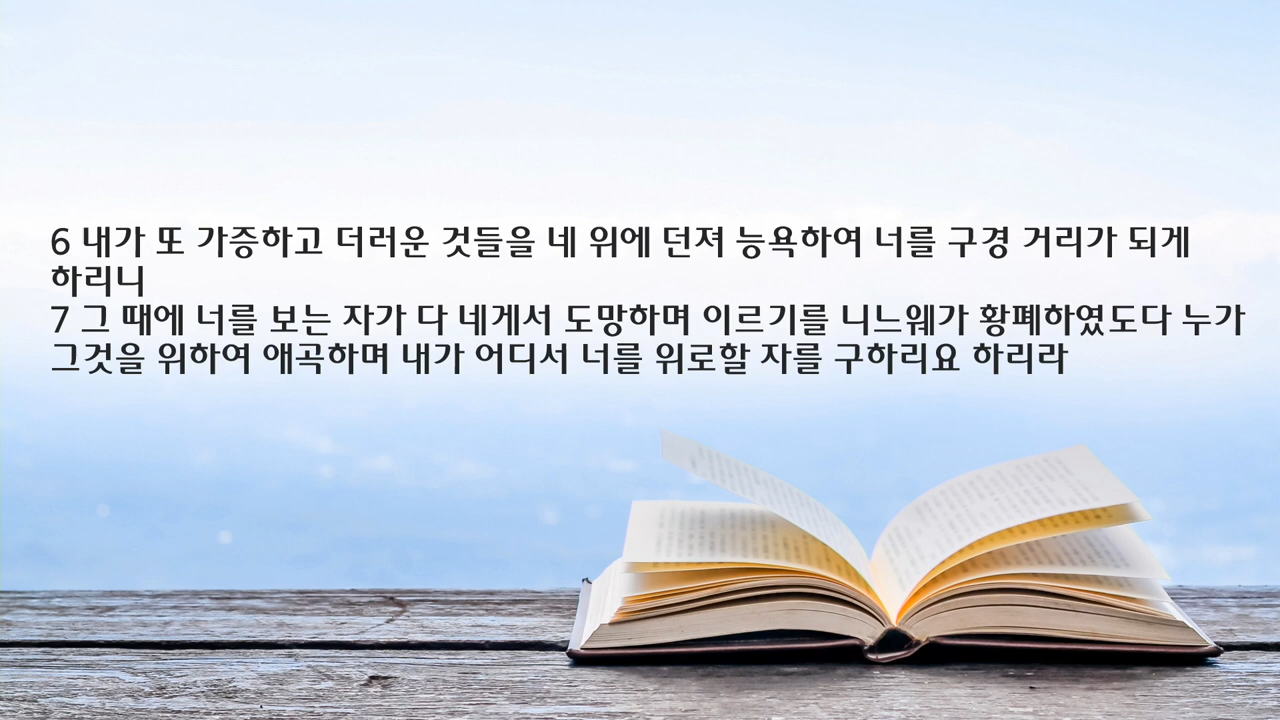 6 내가 또 가증하고 더러운 것들을 네 위에 던져 능욕하여 너를 구경 거리가 되게
하리니
7 그 때에 너를 보는 자가 다 네게서 도망하며 이르기를 니느웨가 황폐하였도다 누가
그것을 위하여 애곡하며 내가 어디서 너를 위로할 자를 구하리요 하리라